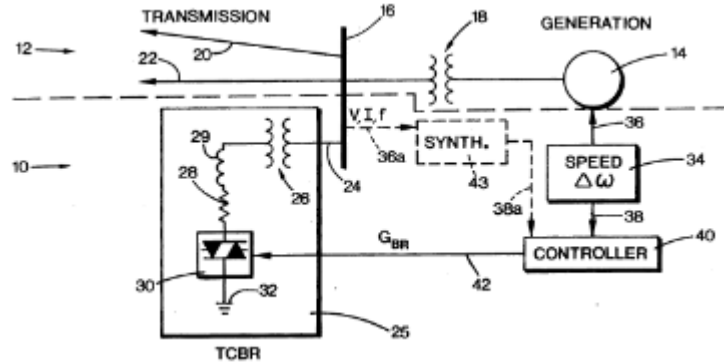 TRANSMISSION
16
18
GENERATION
12
20
14
22
V,I,f
36
29
36a
SYNTH.
43
SPEED
Δω
34
10
28
26
24
38a
38
G_BR
CONTROLLER
40
30
32
42
25
TCBR